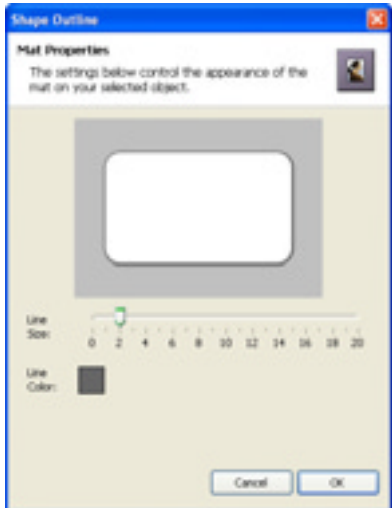 Shape Outline
Mat Properties
The settings below control the appearance of the
mat on your selected object.
Line
Size:
0 2 4 6 8 10 12 14 16 18 20
Line
Color:
Cancel OK